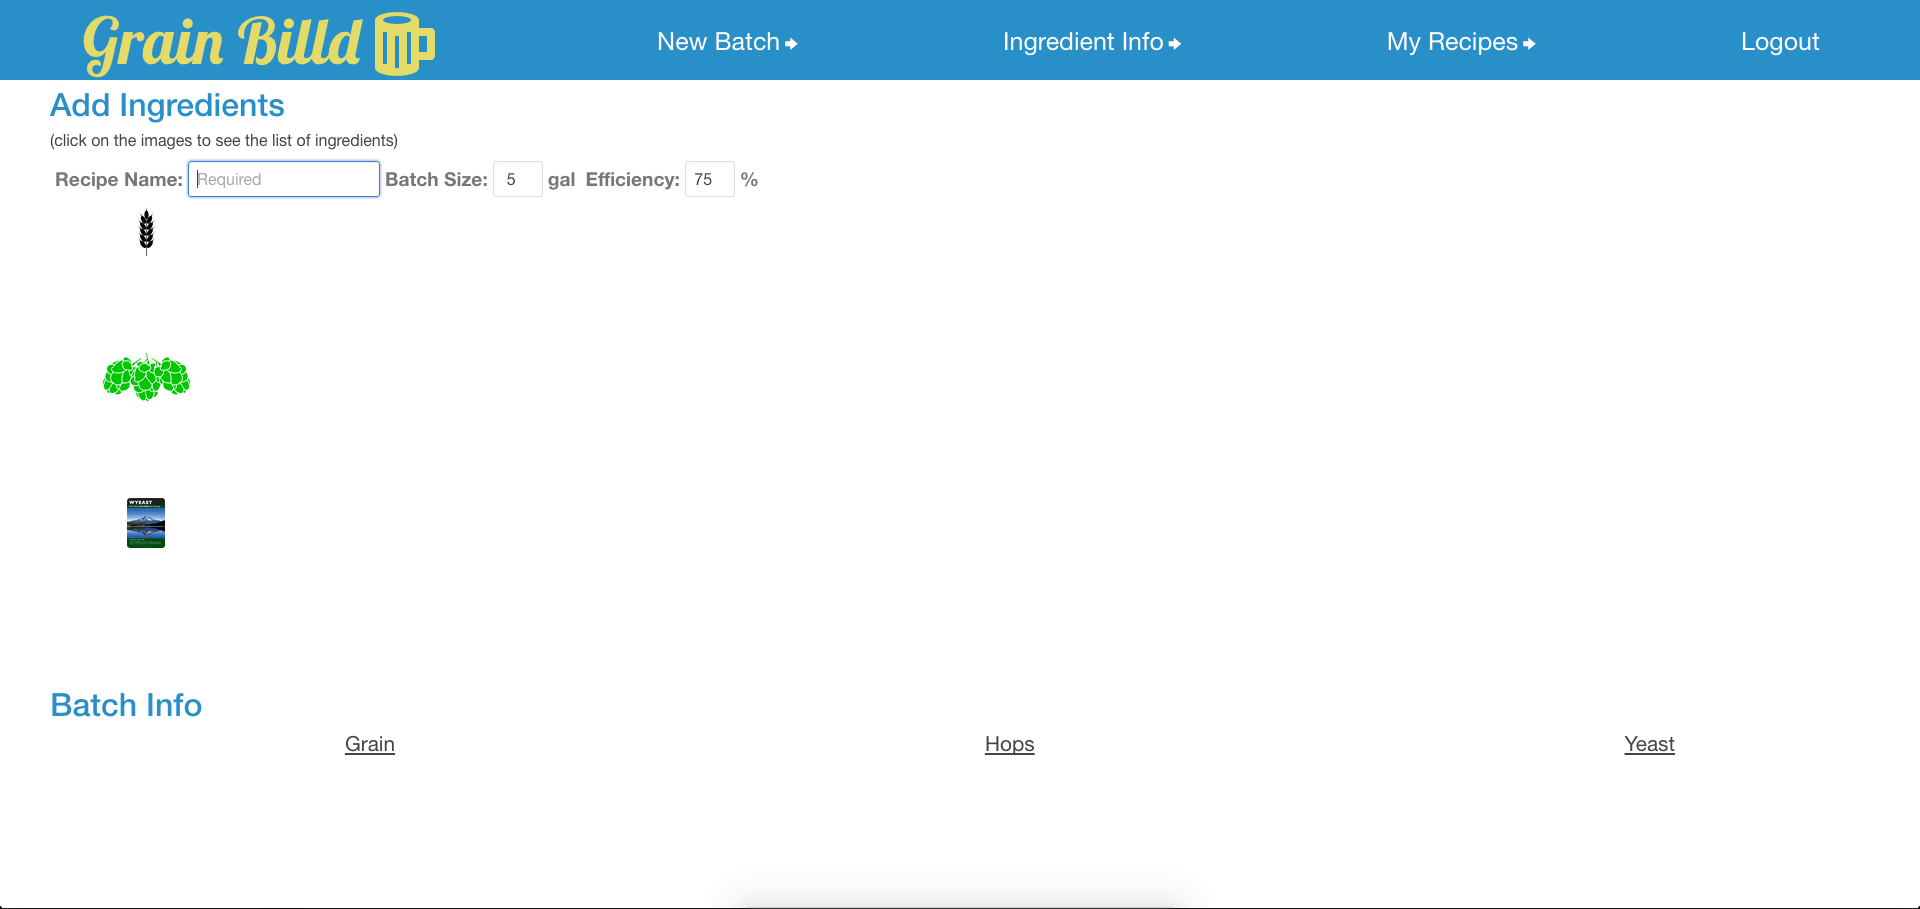 Grain Billd
New Batch
Ingredient Info
My Recipes
Logout
Add Ingredients
(click on the images to see the list of ingredients)
Recipe Name: Required Batch Size: 5 gal Efficiency: 75 %
WYEAST
Batch Info
Grain
Hops
Yeast